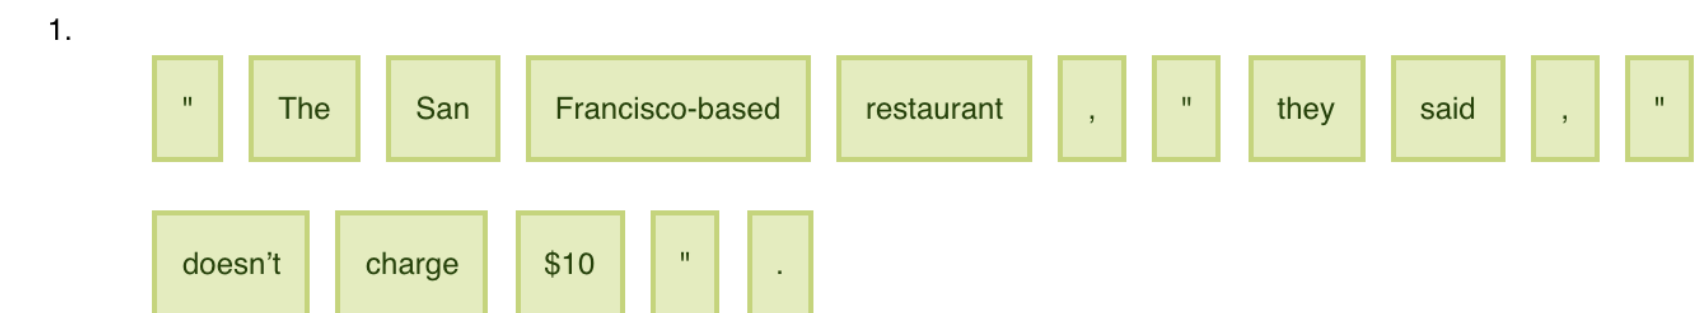 1.
" The San Francisco-based restaurant , " they said , "
doesn’t charge $10 " .